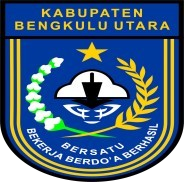 KABUPATEN
BENGKULU UTARA
BERSATU
BEKERJA BERDO'A BERHASIL